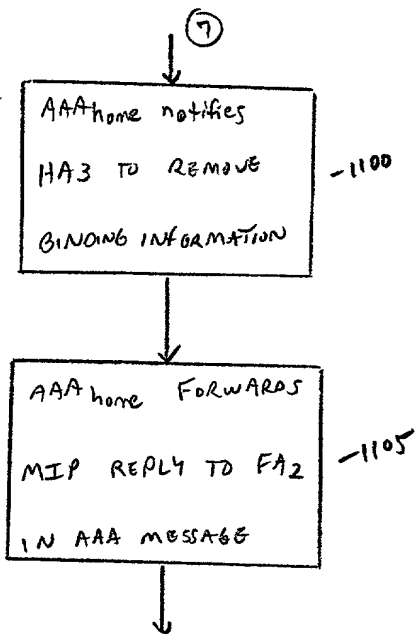 7
AAAhome notifies
HA3 TO REMOVE
BINDING INFORMATION
-1100
AAAhome FORWARDS
MIP REPLY TO FA2
IN AAA MESSAGE
-1105